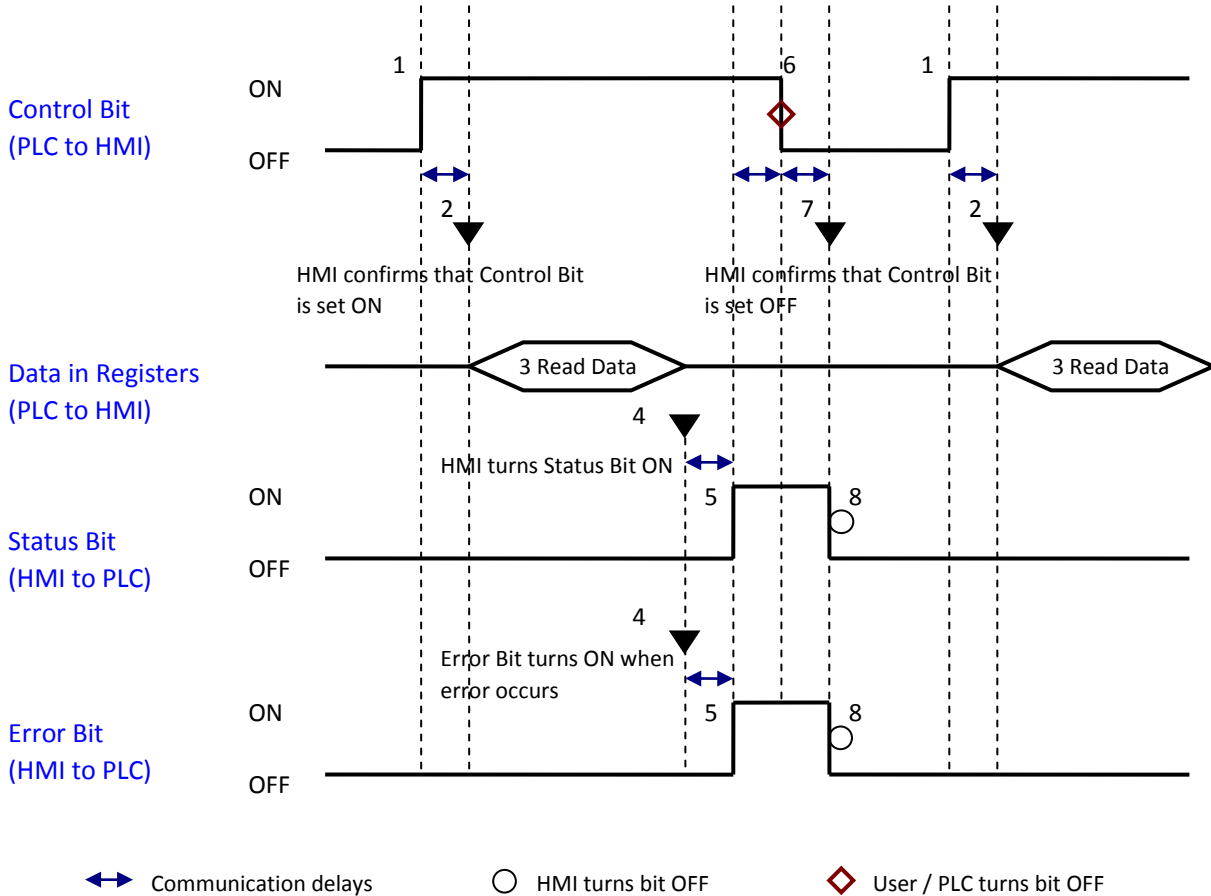 1
6
1
ON
Control Bit
(PLC to HMI)
OFF
2
7
2
HMI confirms that Control Bit
is set ON
HMI confirms that Control Bit
is set OFF
Data in Registers
(PLC to HMI)
3 Read Data
3 Read Data
4
HMI turns Status Bit ON
ON
5
8
Status Bit
(HMI to PLC)
OFF
4
Error Bit turns ON when
error occurs
ON
5
8
Error Bit
(HMI to PLC)
OFF
Communication delays
HMI turns bit OFF
User / PLC turns bit OFF